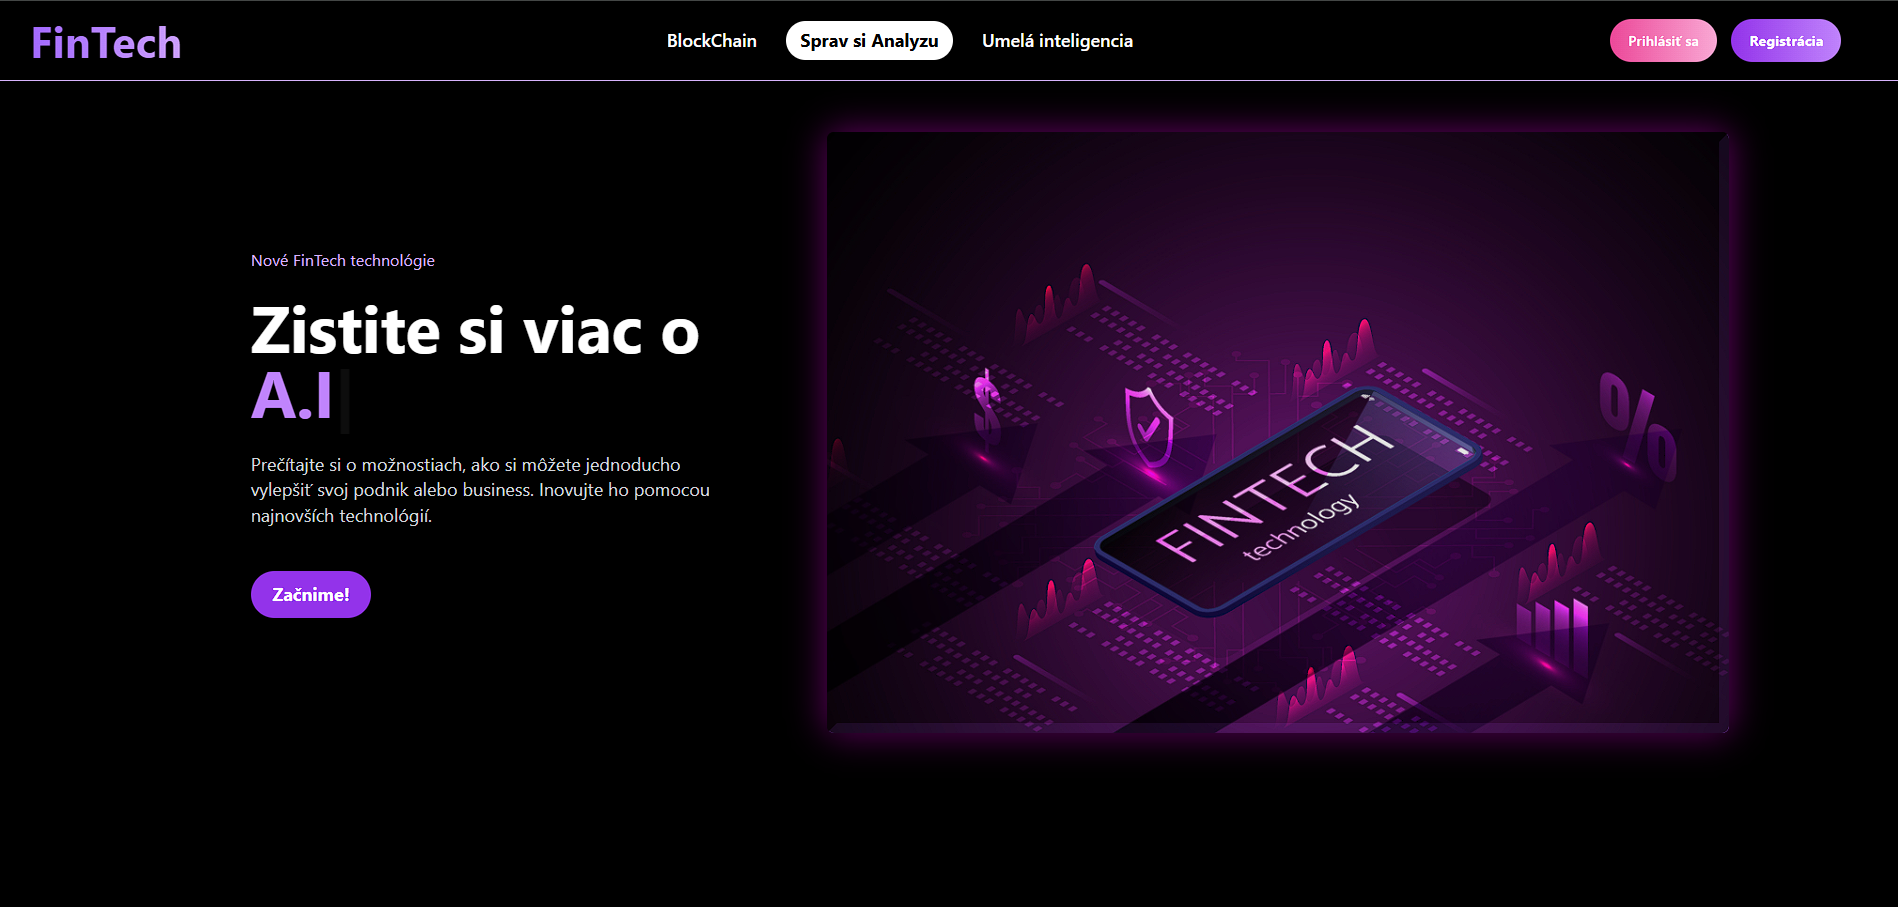 FinTech
BlockChain
Sprav si Analyzu
Umelá inteligencia
Prihlásiť sa
Registrácia
Nové FinTech technológie
Zistite si viac o
A.I
Prečítajte si o možnostiach, ako si môžete jednoducho
vylepšiť svoj podnik alebo business. Inovujte ho pomocou
najnovších technológií.
Začnime!
$
%
FINTECH
technology